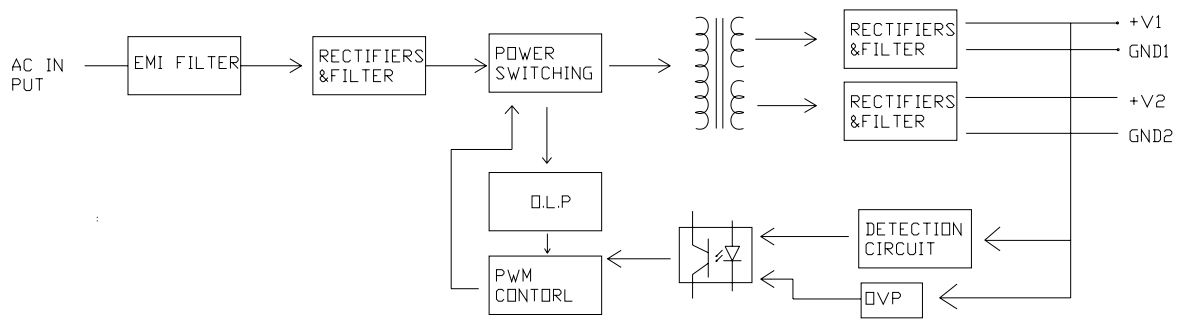 AC IN
PUT
EMI FILTER
RECTIFIERS
&FILTER
POWER
SWITCHING
RECTIFIERS
&FILTER
+V1
GND1
RECTIFIERS
&FILTER
+V2
GND2
O.L.P
PWM
CONTORL
DETECTION
CIRCUIT
OVP